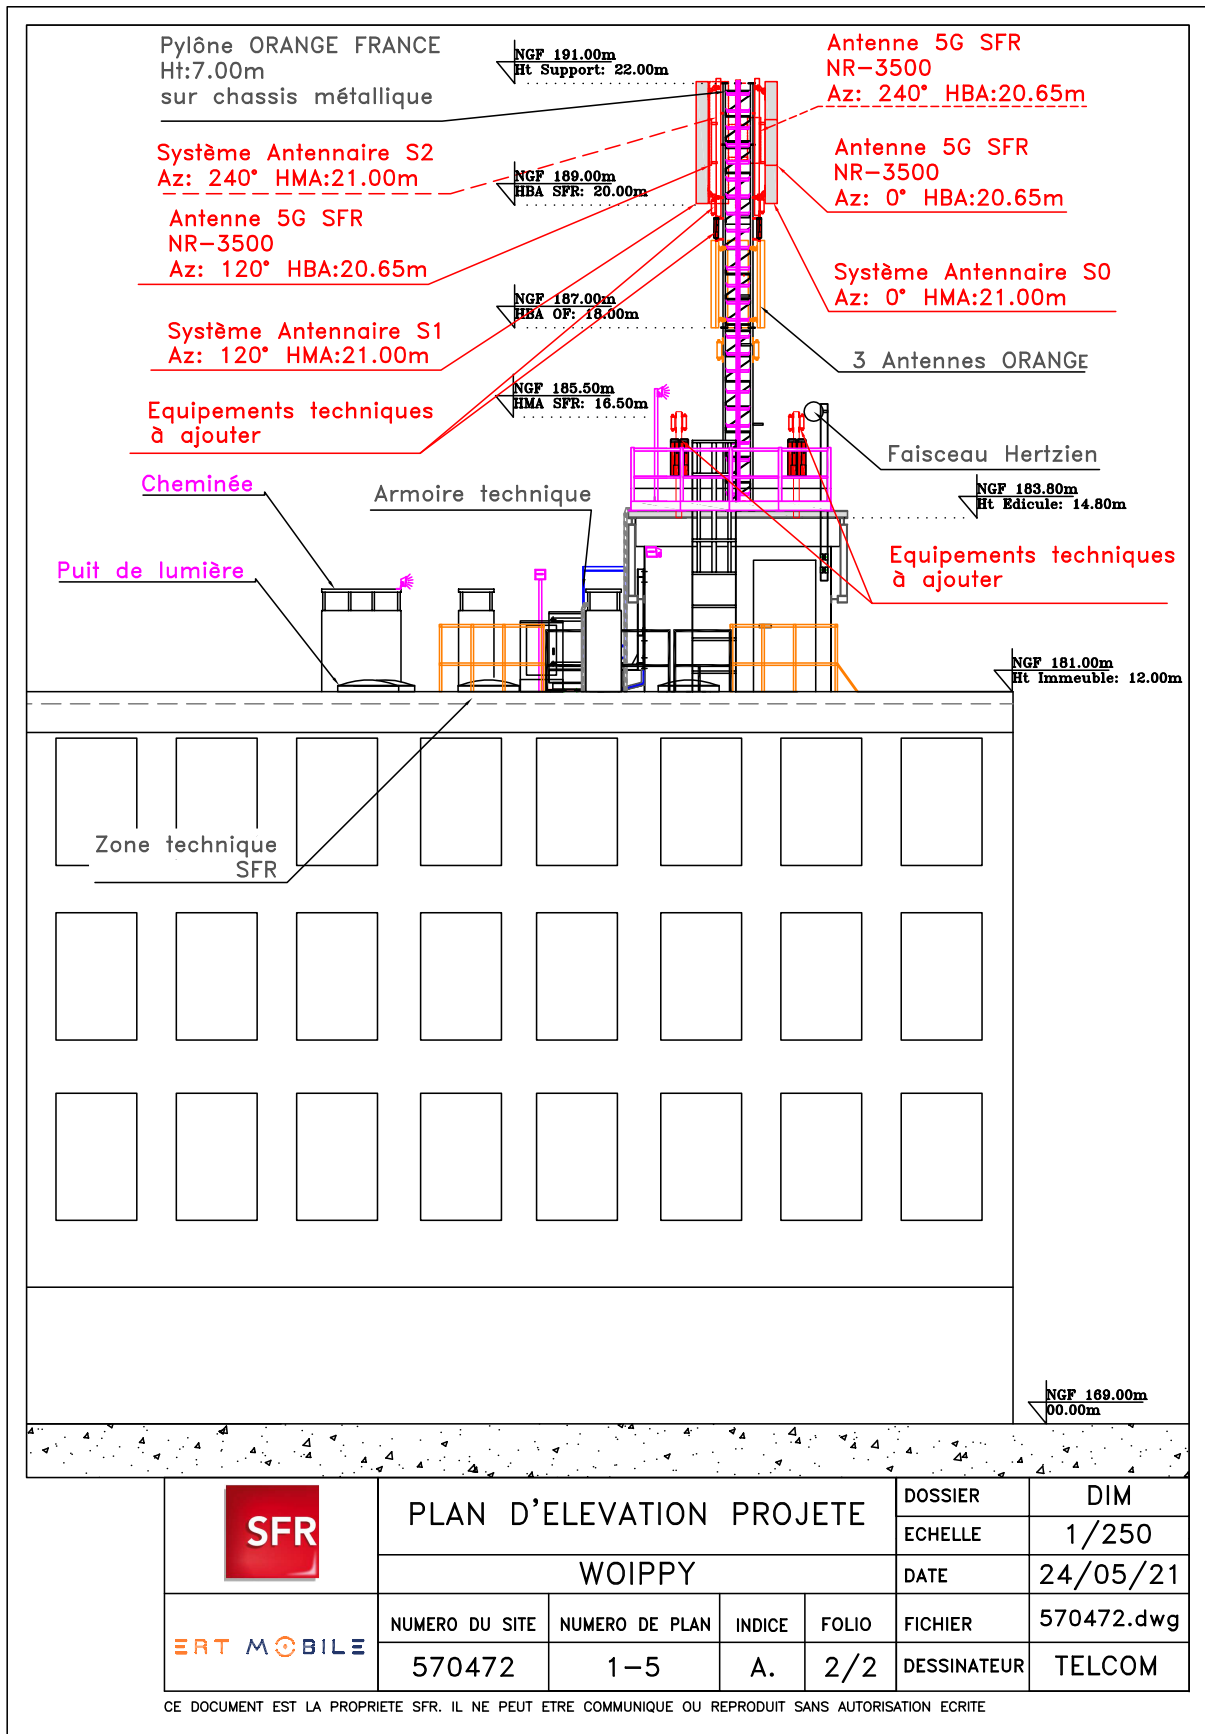 Pylône ORANGE FRANCE
Ht:7.00m
sur chassis métallique
NGF 191.00m
Ht Support: 22.00m
Antenne 5G SFR
NR-3500
Az: 240° HBA:20.65m
Système Antennaire S2
Az: 240° HMA:21.00m
NGF 189.00m
HBA SFR: 20.00m
Antenne 5G SFR
NR-3500
Az: 0° HBA:20.65m
Antenne 5G SFR
NR-3500
Az: 120° HBA:20.65m
Système Antennaire S0
Az: 0° HMA:21.00m
NGF 187.00m
HBA OF: 18.00m
Système Antennaire S1
Az: 120° HMA:21.00m
3 Antennes ORANGE
NGF 185.50m
HMA SFR: 16.50m
Equipements techniques
à ajouter
Faisceau Hertzien
Cheminée
Armoire technique
NGF 183.80m
Ht Edicule: 14.80m
Equipements techniques
à ajouter
Puit de lumière
NGF 181.00m
Ht Immeuble: 12.00m
Zone technique
SFR
NGF 169.00m
00.00m
SFR
PLAN D'ELEVATION PROJETE
DOSSIER
DIM
ECHELLE
1/250
WOIPPY
DATE
24/05/21
ERT MOBILE
NUMERO DU SITE
NUMERO DE PLAN
INDICE
FOLIO
FICHIER
570472.dwg
570472
1-5
A.
2/2
DESSINATEUR
TELCOM
CE DOCUMENT EST LA PROPRIETE SFR. IL NE PEUT ETRE COMMUNIQUE OU REPRODUIT SANS AUTORISATION ECRITE